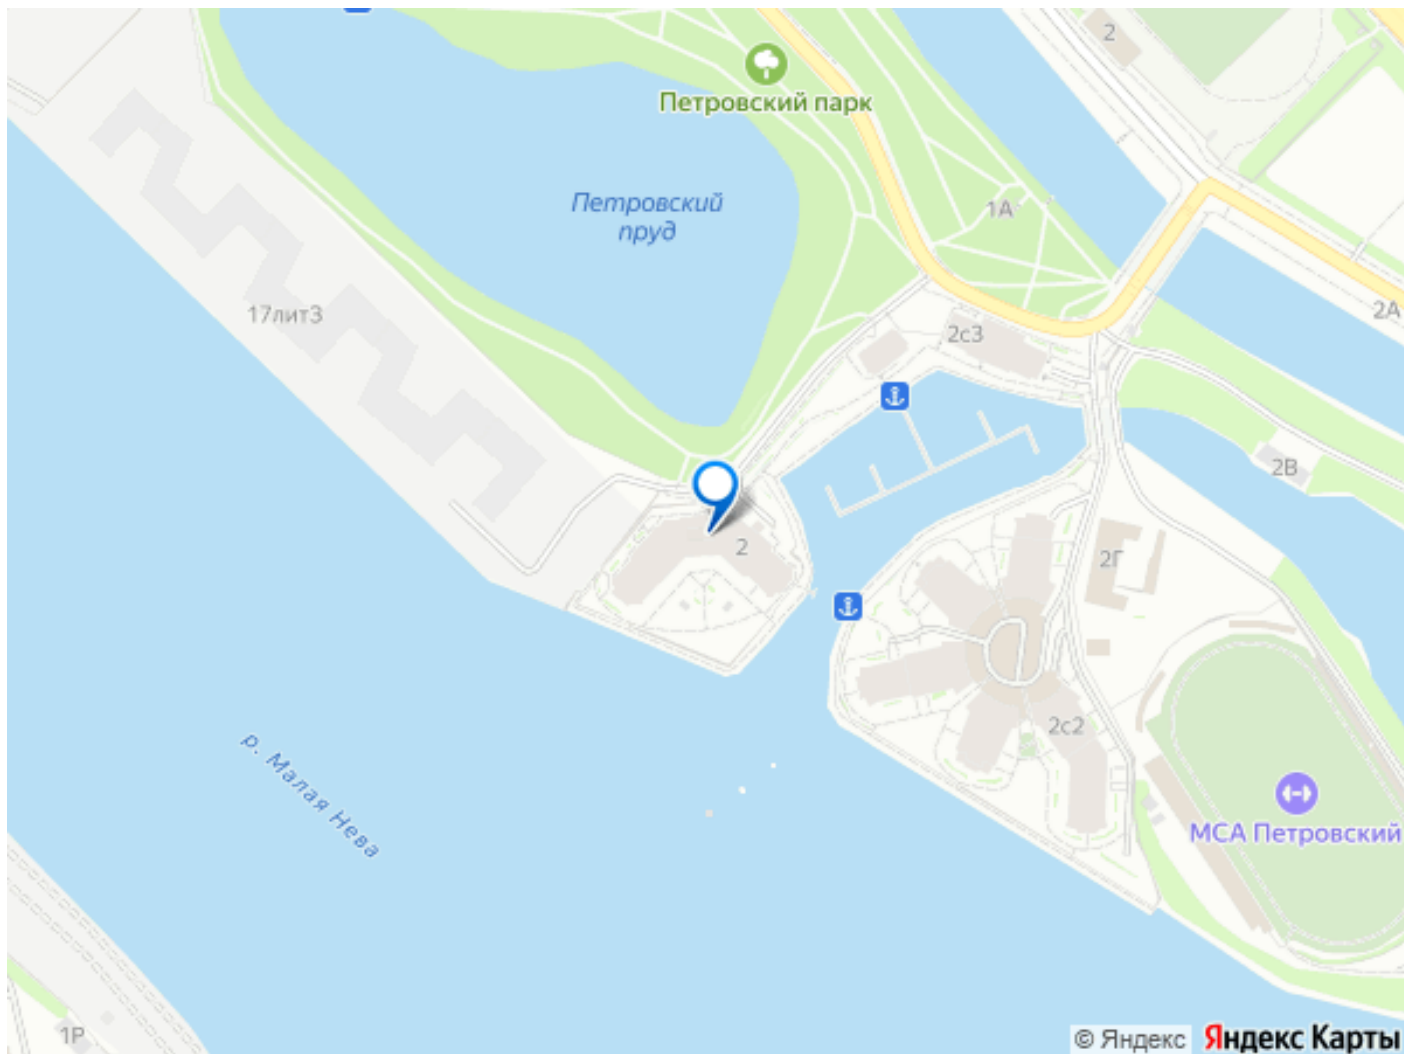 2
Петровский парк
Петровский
пруд
1А
17лит3
2с3
2А
2В
2
2Г
2с2
р. Малая Нева
МСА Петровский
1Р
© Яндекс Яндекс Карты